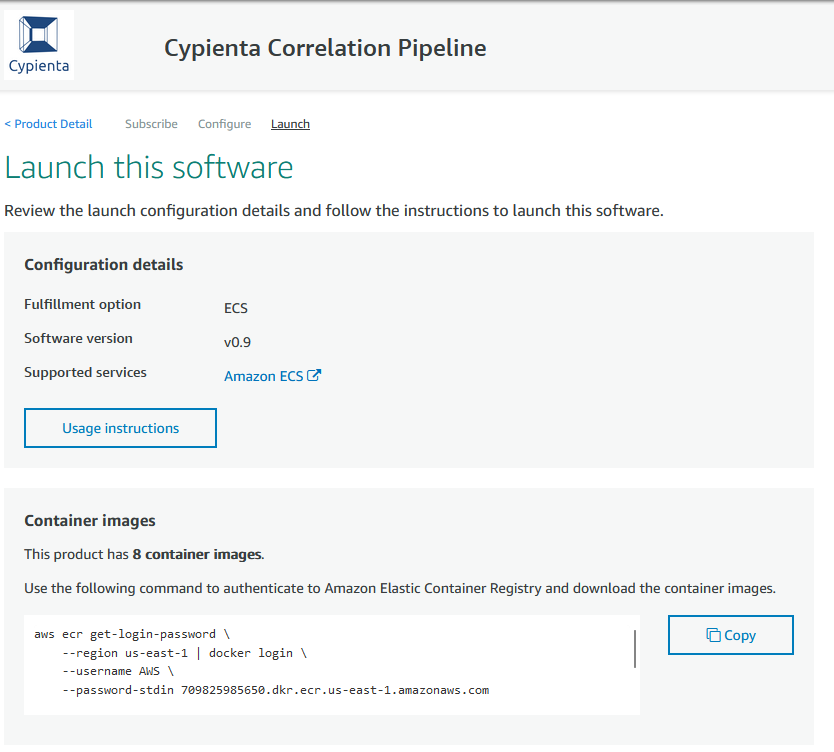 Cypienta
Cypienta Correlation Pipeline
< Product Detail Subscribe Configure Launch
Launch this software
Review the launch configuration details and follow the instructions to launch this software.
Configuration details
Fulfillment option ECS
Software version v0.9
Supported services Amazon ECS
Usage instructions
Container images
This product has 8 container images.
Use the following command to authenticate to Amazon Elastic Container Registry and download the container images.
aws ecr get-login-password \
--region us-east-1 | docker login \
--username AWS \
--password-stdin 709825985650.dkr.ecr.us-east-1.amazonaws.com
Copy